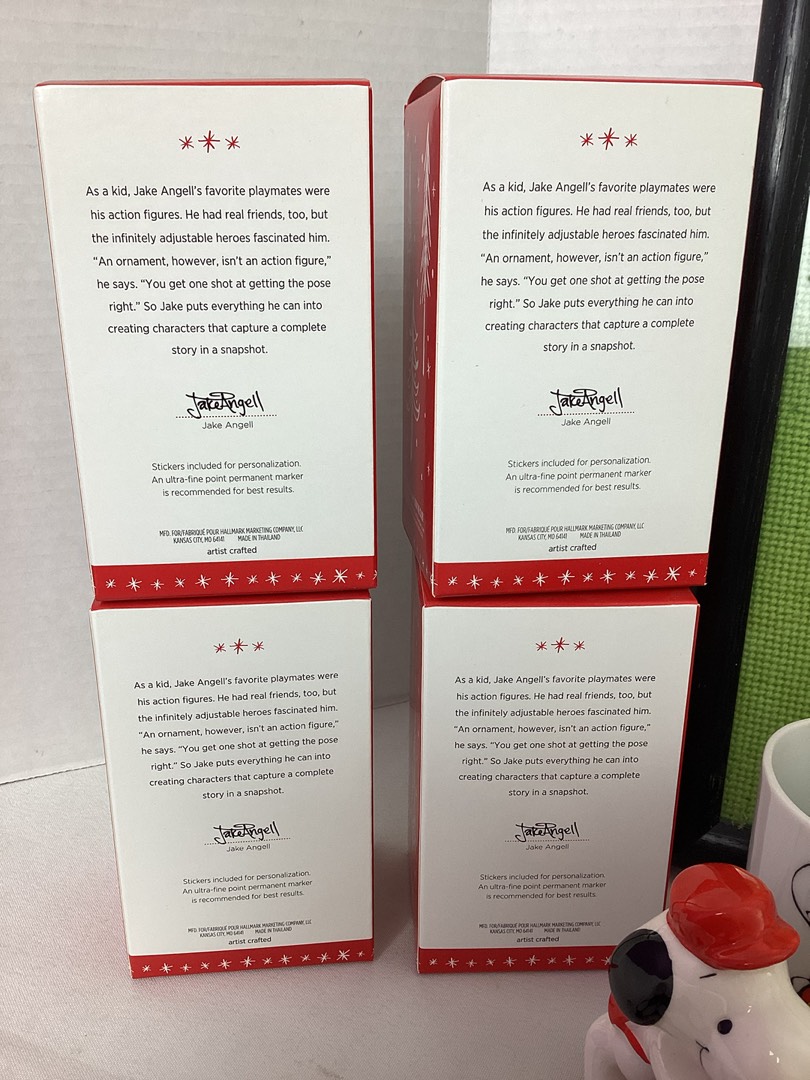 As a kid, Jake Angell's favorite playmates were
his action figures. He had real friends, too, but
the infinitely adjustable heroes fascinated him.
“An ornament, however, isn't an action figure,”
he says. “You get one shot at getting the pose
right.” So Jake puts everything he can into
creating characters that capture a complete
story in a snapshot.
Jake Angell
Jake Angell
Stickers included for personalization.
An ultra-fine point permanent marker
is recommended for best results.
MFD. FOR/FABRIQUÉ POUR HALLMARK MARKETING COMPANY, LLC
KANSAS CITY, MO 64141 MADE IN THAILAND
artist crafted
As a kid, Jake Angell's favorite playmates were
his action figures. He had real friends, too, but
the infinitely adjustable heroes fascinated him.
“An ornament, however, isn't an action figure,”
he says. “You get one shot at getting the pose
right.” So Jake puts everything he can into
creating characters that capture a complete
story in a snapshot.
Jake Angell
Jake Angell
Stickers included for personalization.
An ultra-fine point permanent marker
is recommended for best results.
MFD. FOR/FABRIQUÉ POUR HALLMARK MARKETING COMPANY, LLC
KANSAS CITY, MO 64141 MADE IN THAILAND
artist crafted
As a kid, Jake Angell's favorite playmates were
his action figures. He had real friends, too, but
the infinitely adjustable heroes fascinated him.
“An ornament, however, isn't an action figure,”
he says. “You get one shot at getting the pose
right.” So Jake puts everything he can into
creating characters that capture a complete
story in a snapshot.
Jake Angell
Jake Angell
Stickers included for personalization.
An ultra-fine point permanent marker
is recommended for best results.
MFD. FOR/FABRIQUÉ POUR HALLMARK MARKETING COMPANY, LLC
KANSAS CITY, MO 64141 MADE IN THAILAND
artist crafted
As a kid, Jake Angell's favorite playmates were
his action figures. He had real friends, too, but
the infinitely adjustable heroes fascinated him.
“An ornament, however, isn't an action figure,”
he says. “You get one shot at getting the pose
right.” So Jake puts everything he can into
creating characters that capture a complete
story in a snapshot.
Jake Angell
Jake Angell
Stickers included for personalization.
An ultra-fine point permanent marker
is recommended for best results.
MFD. FOR/FABRIQUÉ POUR HALLMARK MARKETING COMPANY, LLC
KANSAS CITY, MO 64141 MADE IN THAILAND
artist crafted